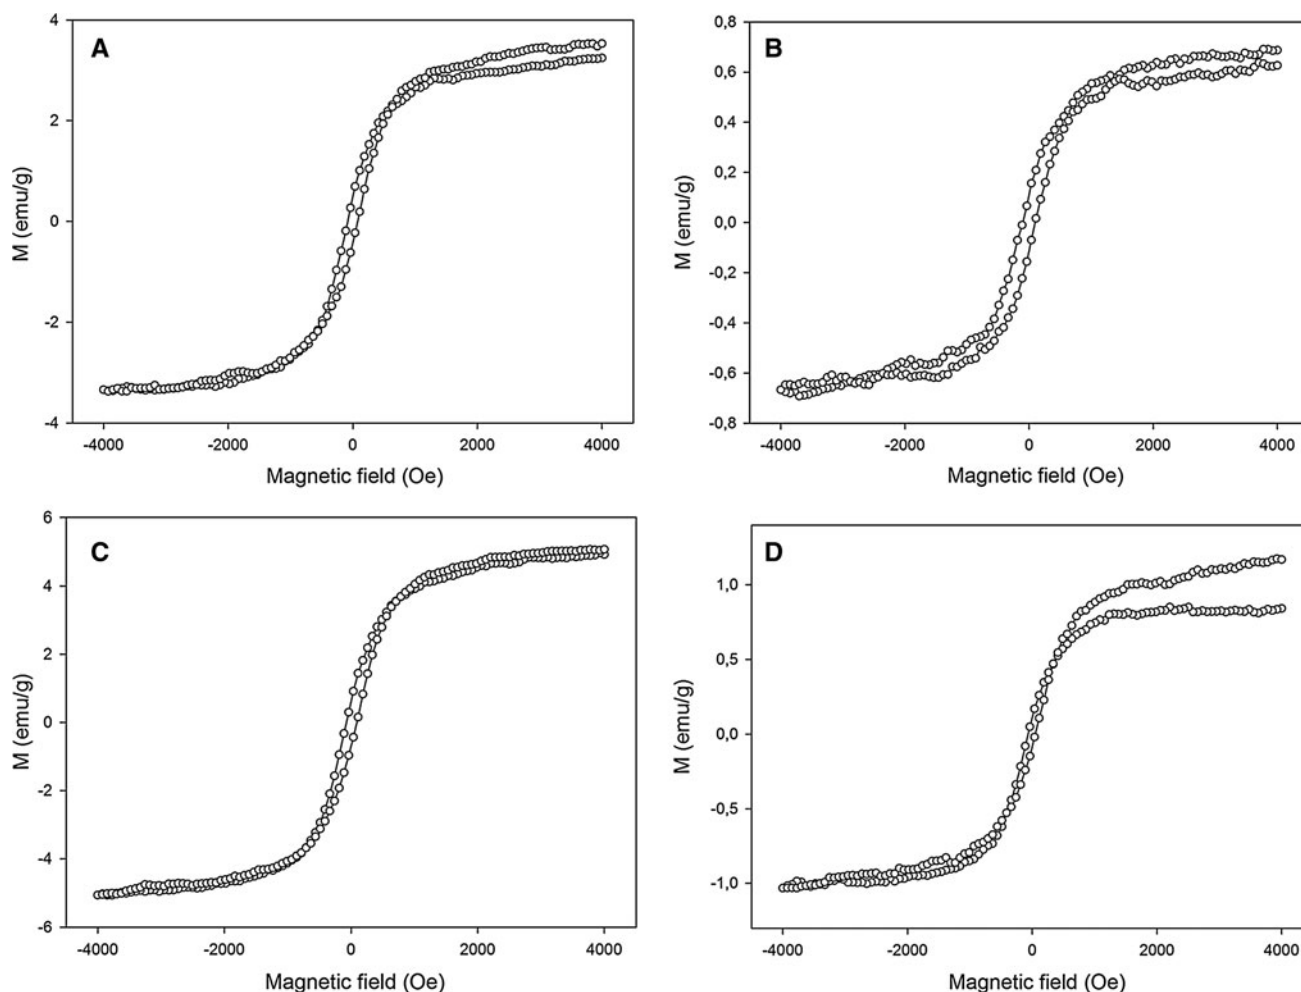 A
4
2
0
-2
-4
M (emu/g)
-4000 -2000 0 2000 4000
Magnetic field (Oe)
B
0,8
0,6
0,4
0,2
0,0
-0,2
-0,4
-0,6
-0,8
M (emu/g)
-4000 -2000 0 2000 4000
Magnetic field (Oe)
C
6
4
2
0
-2
-4
-6
M (emu/g)
-4000 -2000 0 2000 4000
Magnetic field (Oe)
D
1,0
0,5
0,0
-0,5
-1,0
M (emu/g)
-4000 -2000 0 2000 4000
Magnetic field (Oe)